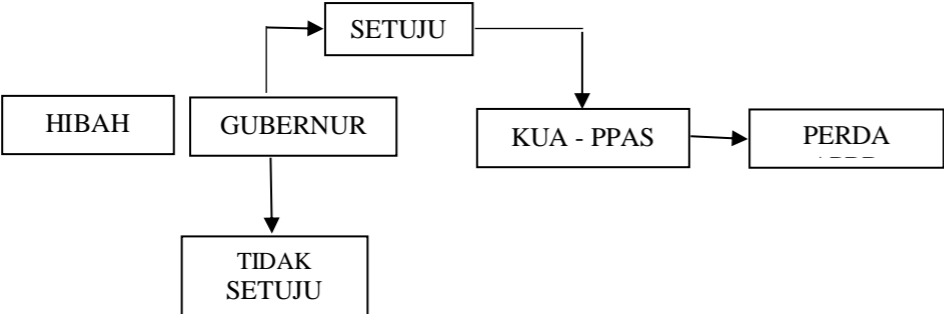 SETUJU
HIBAH
GUBERNUR
KUA - PPAS
PERDA
TIDAK
SETUJU